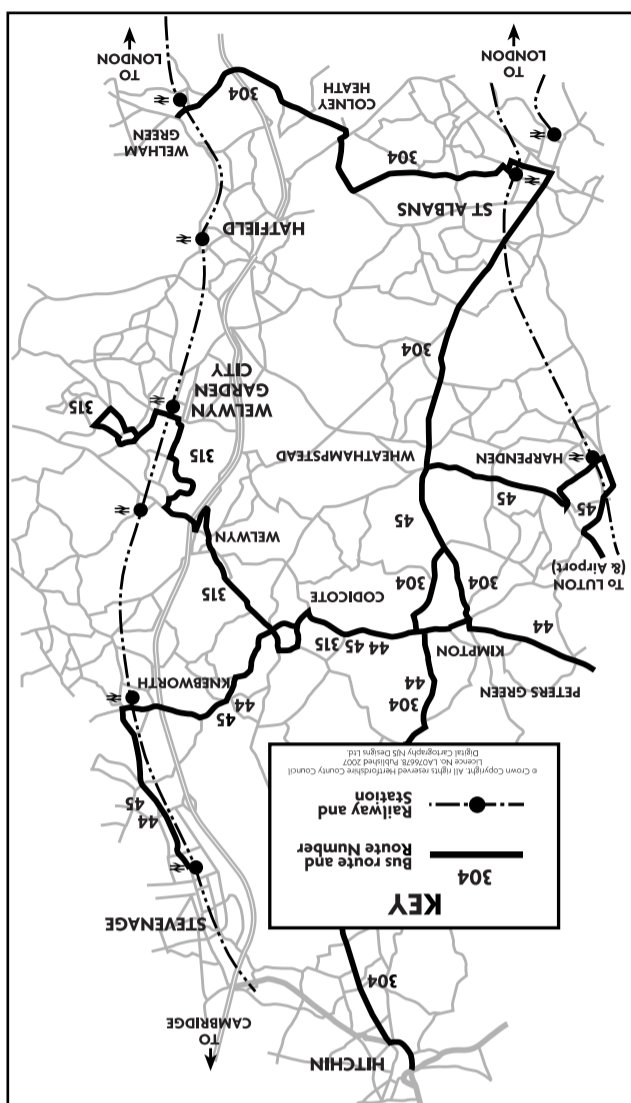 HITCHIN
TO
CAMBRIDGE
304
STEVENAGE
KEY
304
Bus route and
Route Number
Railway and
Station
© Crown Copyright. All rights reserved Hertfordshire County Council
Licence No. LA076678. Published 2007
Digital Cartography NJS Designs Ltd.
44
45
304
44
45
44
KNEBWORTH
PETERS GREEN
44
KIMPTON
44 45 315
CODICOTE
315
To LUTON
(& Airport)
304
304
WELWYN
45
45
45
HARPENDEN
WHEATHAMPSTEAD
315
315
WELWYN
GARDEN
CITY
304
HATFIELD
ST ALBANS
304
WELHAM
GREEN
COLNEY
HEATH
304
TO
LONDON
TO
LONDON